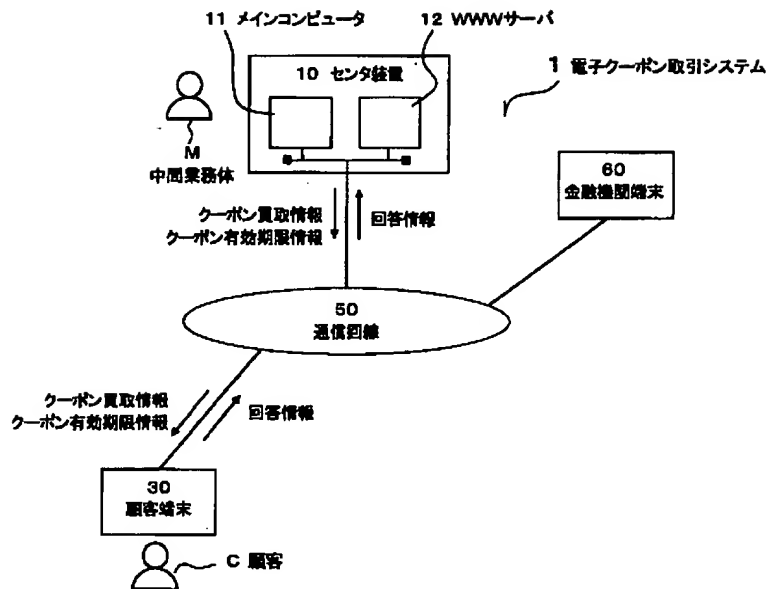 11 メインコンピュータ
12 WWWサーバ
10 センタ装置
1 電子クーポン取引システム
M
中間業務体
60
金融機関端末
クーポン買取情報
クーポン有効期限情報
回答情報
50
通信回線
クーポン買取情報
クーポン有効期限情報
回答情報
30
顧客端末
C 顧客